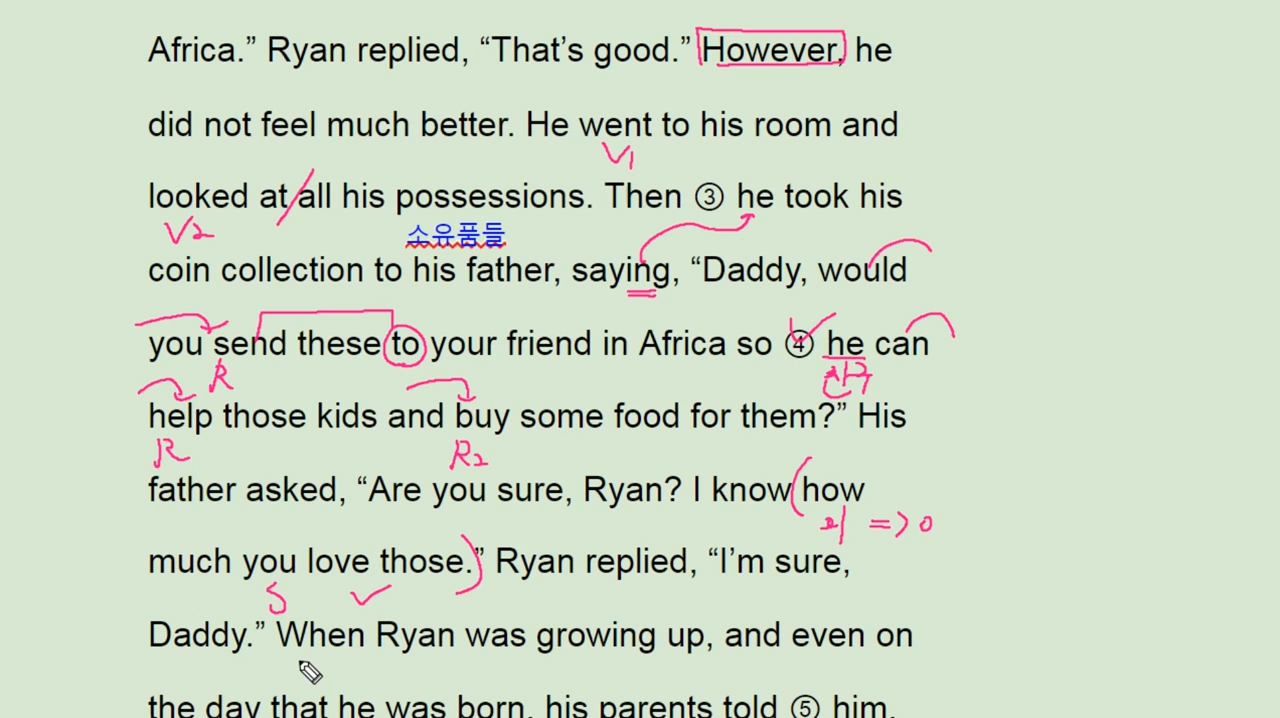 Africa.” Ryan replied, “That’s good.” However, he
did not feel much better. He went to his room and
V1
looked at all his possessions. Then ③ he took his
V2 소유품들
coin collection to his father, saying, “Daddy, would
you send these to your friend in Africa so ④ he can
R
help those kids and buy some food for them?” His
R R2
father asked, “Are you sure, Ryan? I know how
=> o
much you love those.” Ryan replied, “I’m sure,
S V
Daddy.” When Ryan was growing up, and even on
the day that he was born, his parents told ⑤ him,